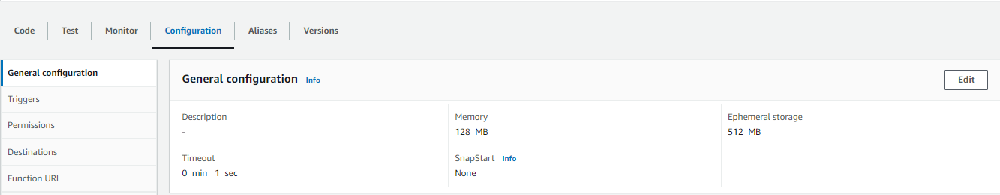 Code Test Monitor Configuration Aliases Versions
General configuration
Triggers
Permissions
Destinations
Function URL
General configuration Info Edit
Description Memory Ephemeral storage
- 128 MB 512 MB
Timeout SnapStart Info
0 min 1 sec None